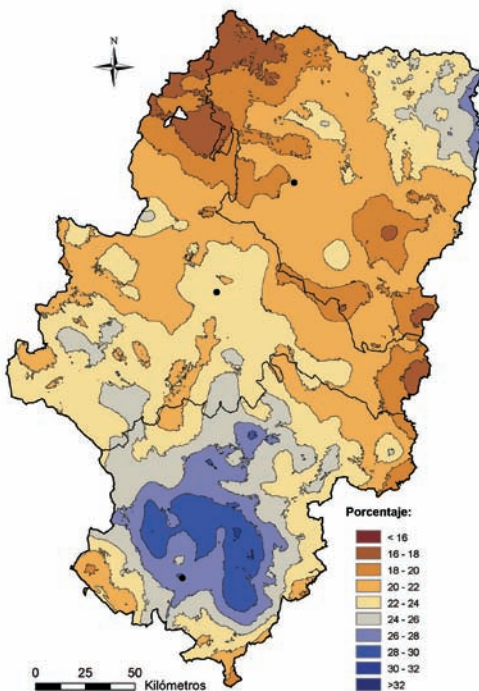 N
Porcentaje:
< 16
16 - 18
18 - 20
20 - 22
22 - 24
24 - 26
26 - 28
28 - 30
30 - 32
>32
0 25 50
Kilómetros